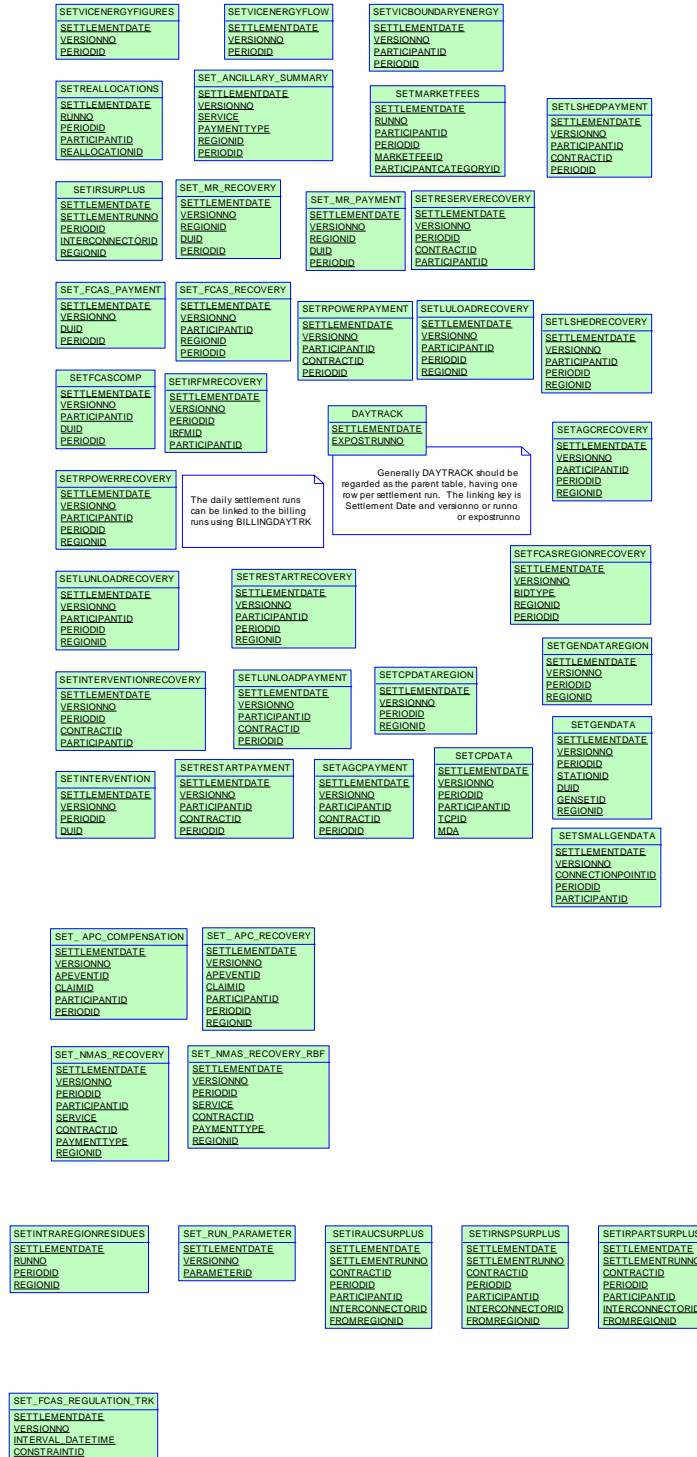 SETVICENERGYFIGURES
SETTLEMENTDATE
VERSIONNO
PERIODID
SETVICENERGYFLOW
SETTLEMENTDATE
VERSIONNO
PERIODID
SETVICBOUNDARYENERGY
SETTLEMENTDATE
VERSIONNO
PARTICIPANTID
PERIODID
SETREALLOCATIONS
SETTLEMENTDATE
RUNNO
PERIODID
PARTICIPANTID
REALLOCATIONID
SET_ANCILLARY_SUMMARY
SETTLEMENTDATE
VERSIONNO
SERVICE
PAYMENTTYPE
REGIONID
PERIODID
SETMARKETFEES
SETTLEMENTDATE
RUNNO
PARTICIPANTID
PERIODID
MARKETFEEID
PARTICIPANTCATEGORYID
SETLSHEDPAYMENT
SETTLEMENTDATE
VERSIONNO
PARTICIPANTID
CONTRACTID
PERIODID
SETIRSURPLUS
SETTLEMENTDATE
SETTLEMENTRUNNO
PERIODID
INTERCONNECTORID
REGIONID
SET_MR_RECOVERY
SETTLEMENTDATE
VERSIONNO
REGIONID
DUID
PERIODID
SET_MR_PAYMENT
SETTLEMENTDATE
VERSIONNO
REGIONID
DUID
PERIODID
SETRESERVERECOVERY
SETTLEMENTDATE
VERSIONNO
PERIODID
CONTRACTID
PARTICIPANTID
SET_FCAS_PAYMENT
SETTLEMENTDATE
VERSIONNO
DUID
PERIODID
SET_FCAS_RECOVERY
SETTLEMENTDATE
VERSIONNO
PARTICIPANTID
REGIONID
PERIODID
SETRPOWERPAYMENT
SETTLEMENTDATE
VERSIONNO
PARTICIPANTID
CONTRACTID
PERIODID
SETLULOADRECOVERY
SETTLEMENTDATE
VERSIONNO
PARTICIPANTID
PERIODID
REGIONID
SETLSHEDRECOVERY
SETTLEMENTDATE
VERSIONNO
PARTICIPANTID
PERIODID
REGIONID
SETFCASCOMP
SETTLEMENTDATE
VERSIONNO
PARTICIPANTID
DUID
PERIODID
SETIRFMRECOVERY
SETTLEMENTDATE
VERSIONNO
PERIODID
IRFMID
PARTICIPANTID
DAYTRACK
SETTLEMENTDATE
EXPOSTRUNNO
Generally DAYTRACK should be
regarded as the parent table, having one
row per settlement run. The linking key is
Settlement Date and versionno or runno
or expostrunno
SETAGCRECOVERY
SETTLEMENTDATE
VERSIONNO
PARTICIPANTID
PERIODID
REGIONID
SETRPOWERRECOVERY
SETTLEMENTDATE
VERSIONNO
PARTICIPANTID
PERIODID
REGIONID
The daily settlement runs
can be linked to the billing
runs using BILLINGDAYTRK
SETLUNLOADRECOVERY
SETTLEMENTDATE
VERSIONNO
PARTICIPANTID
PERIODID
REGIONID
SETRESTARTRECOVERY
SETTLEMENTDATE
VERSIONNO
PARTICIPANTID
PERIODID
REGIONID
SETFCASREGIONRECOVERY
SETTLEMENTDATE
VERSIONNO
BIDTYPE
REGIONID
PERIODID
SETINTERVENTIONRECOVERY
SETTLEMENTDATE
VERSIONNO
PERIODID
CONTRACTID
PARTICIPANTID
SETLUNLOADPAYMENT
SETTLEMENTDATE
VERSIONNO
PARTICIPANTID
CONTRACTID
PERIODID
SETCPDATAREGION
SETTLEMENTDATE
VERSIONNO
PERIODID
REGIONID
SETGENDATAREGION
SETTLEMENTDATE
VERSIONNO
PERIODID
REGIONID
SETINTERVENTION
SETTLEMENTDATE
VERSIONNO
PERIODID
DUID
SETRESTARTPAYMENT
SETTLEMENTDATE
VERSIONNO
PARTICIPANTID
CONTRACTID
PERIODID
SETAGCPAYMENT
SETTLEMENTDATE
VERSIONNO
PARTICIPANTID
CONTRACTID
PERIODID
SETCPDATA
SETTLEMENTDATE
VERSIONNO
PERIODID
PARTICIPANTID
TCPID
MDA
SETGENDATA
SETTLEMENTDATE
VERSIONNO
PERIODID
STATIONID
DUID
GENSETID
REGIONID
SETSMALLGENDATA
SETTLEMENTDATE
VERSIONNO
CONNECTIONPOINTID
PERIODID
PARTICIPANTID
SET_ APC_COMPENSATION
SETTLEMENTDATE
VERSIONNO
APEVENTID
CLAIMID
PARTICIPANTID
PERIODID
SET_ APC_RECOVERY
SETTLEMENTDATE
VERSIONNO
APEVENTID
CLAIMID
PARTICIPANTID
PERIODID
REGIONID
SET_NMAS_RECOVERY
SETTLEMENTDATE
VERSIONNO
PERIODID
PARTICIPANTID
SERVICE
CONTRACTID
PAYMENTTYPE
REGIONID
SET_NMAS_RECOVERY_RBF
SETTLEMENTDATE
VERSIONNO
PERIODID
SERVICE
CONTRACTID
PAYMENTTYPE
REGIONID
SETINTRAREGIONRESIDUES
SETTLEMENTDATE
RUNNO
PERIODID
REGIONID
SET_RUN_PARAMETER
SETTLEMENTDATE
VERSIONNO
PARAMETERID
SETIRAUCSURPLUS
SETTLEMENTDATE
SETTLEMENTRUNNO
CONTRACTID
PERIODID
PARTICIPANTID
INTERCONNECTORID
FROMREGIONID
SETIRNSPSURPLUS
SETTLEMENTDATE
SETTLEMENTRUNNO
CONTRACTID
PERIODID
PARTICIPANTID
INTERCONNECTORID
FROMREGIONID
SETIRPARTSURPLUS
SETTLEMENTDATE
SETTLEMENTRUNNO
CONTRACTID
PERIODID
PARTICIPANTID
INTERCONNECTORID
FROMREGIONID
SET_FCAS_REGULATION_TRK
SETTLEMENTDATE
VERSIONNO
INTERVAL_DATETIME
CONSTRAINTID